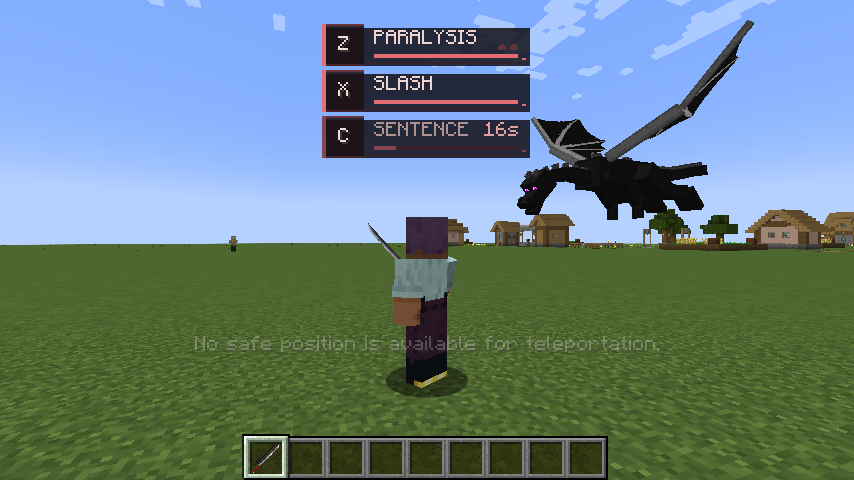 Z PARALYSIS
X SLASH
C SENTENCE 16s
No safe position is available for teleportation.